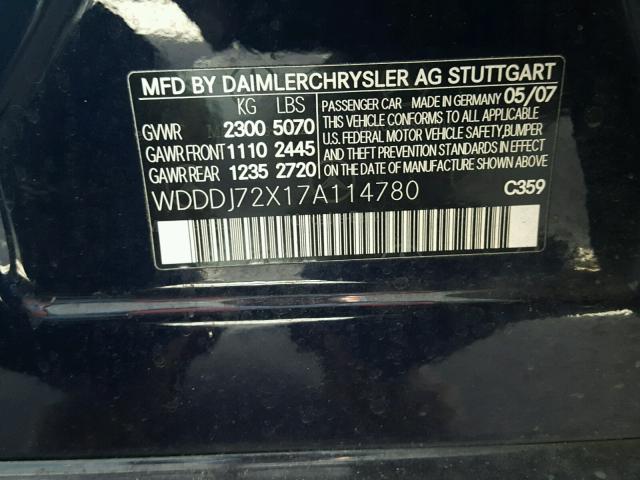 MFD BY DAIMLERCHRYSLER AG STUTTGART
KG LBS
GVWR 2300 5070
GAWR FRONT 1110 2445
GAWR REAR 1235 2720
PASSENGER CAR MADE IN GERMANY 05/07
THIS VEHICLE CONFORMS TO ALL APPLICABLE
U.S. FEDERAL MOTOR VEHICLE SAFETY, BUMPER
AND THEFT PREVENTION STANDARDS IN EFFECT
ON THE DATE OF MANUFACTURE SHOWN ABOVE.
WDDDJ72X17A114780
C359